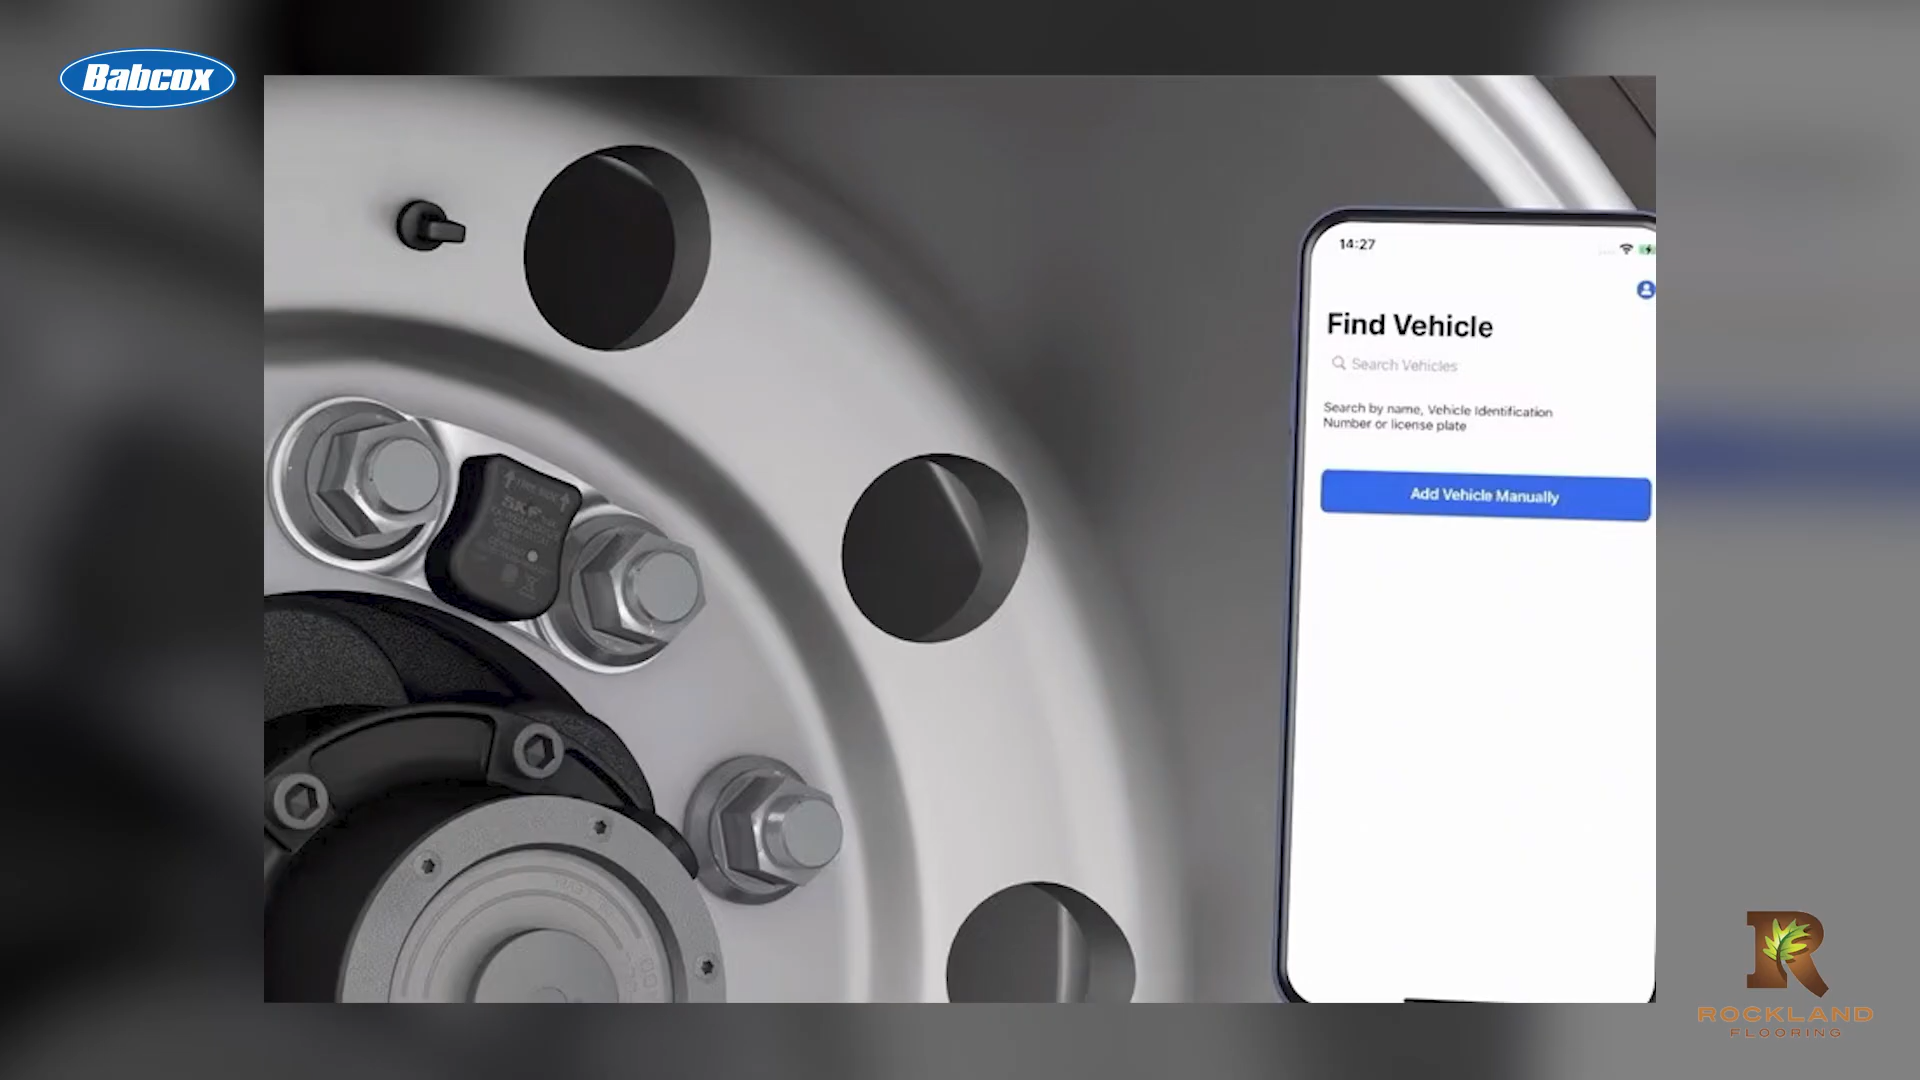 Babcox
14:27
Find Vehicle
Search Vehicles
Search by name, Vehicle Identification
Number or license plate
Add Vehicle Manually
SKF
R
ROCKLAND
FLOORING